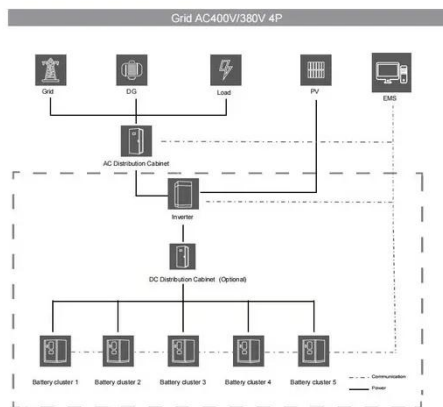 Grid AC400V/380V 4P
Grid DG Load PV EMS
AC Distribution Cabinet
Inverter
DC Distribution Cabinet (Optional)
Battery cluster 1 Battery cluster 2 Battery cluster 3 Battery cluster 4 Battery cluster 5
Communication
Power